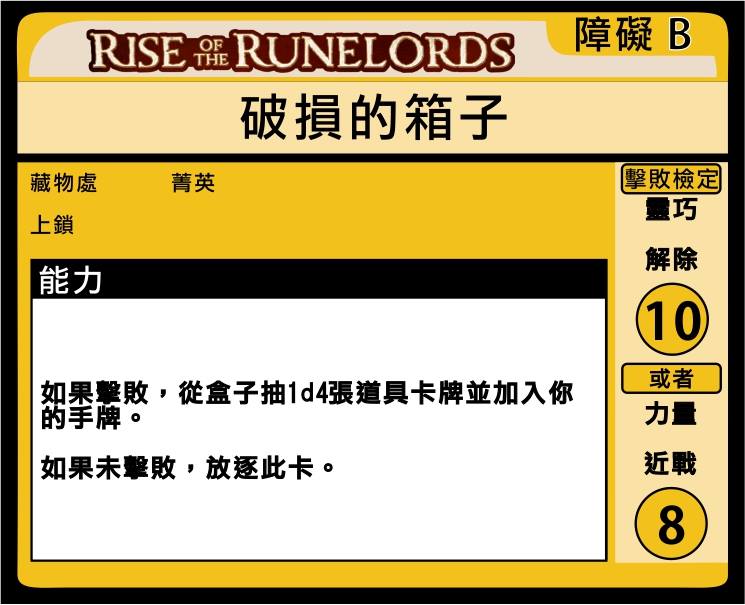 RISE OF THE RUNELORDS
障礙 B
破損的箱子
藏物處 菁英
上鎖
能力
如果擊敗，從盒子抽1d4張道具卡牌並加入你
的手牌。
如果未擊敗，放逐此卡。
擊敗檢定
靈巧
解除
10
或者
力量
近戰
8